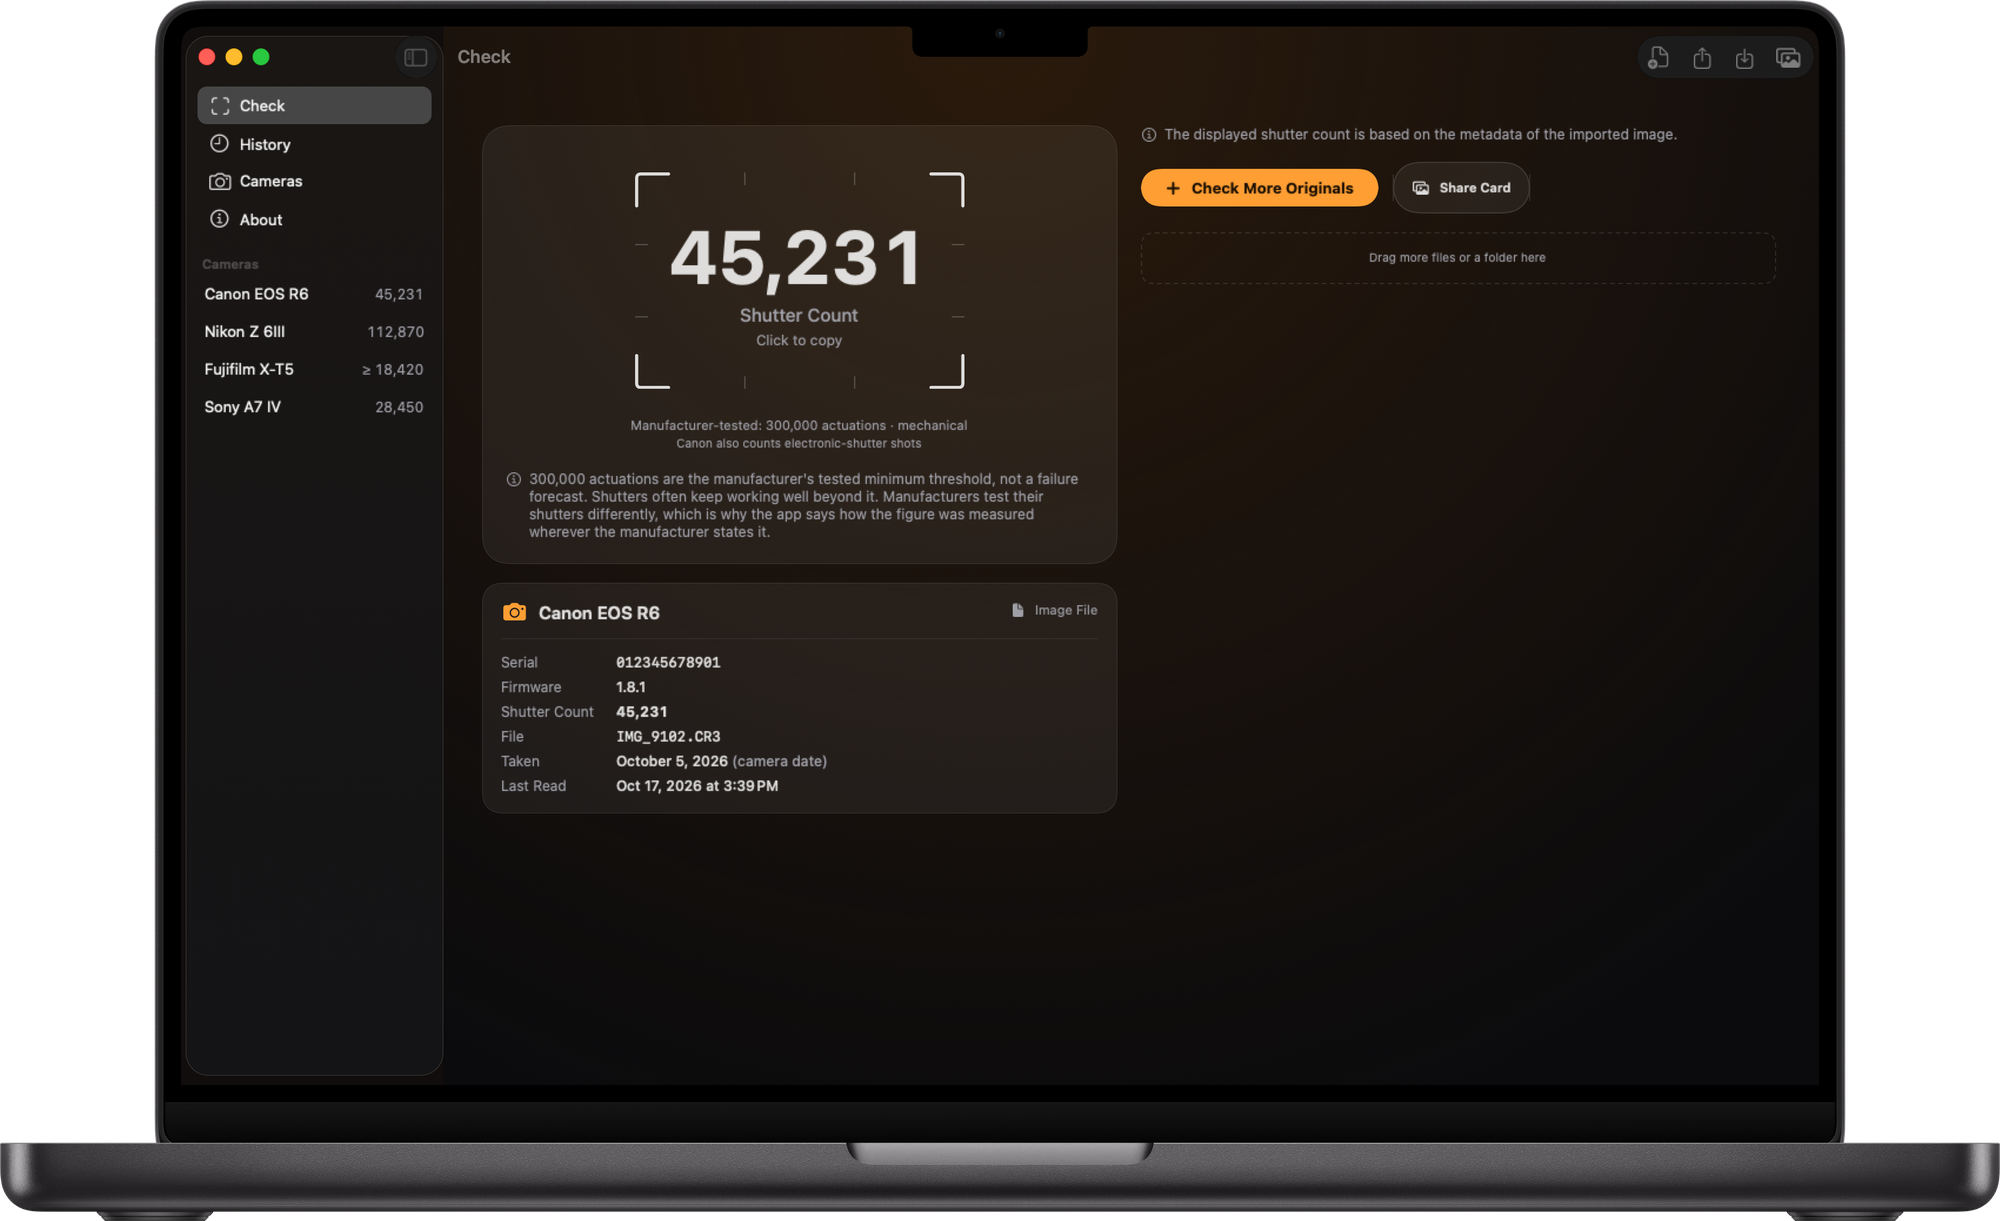 Check
Check
History
Cameras
About
Cameras
Canon EOS R6 45,231
Nikon Z 6III 112,870
Fujifilm X-T5 ≥ 18,420
Sony A7 IV 28,450
45,231
Shutter Count
Click to copy
Manufacturer-tested: 300,000 actuations · mechanical
Canon also counts electronic-shutter shots
300,000 actuations are the manufacturer's tested minimum threshold, not a failure
forecast. Shutters often keep working well beyond it. Manufacturers test their
shutters differently, which is why the app says how the figure was measured
wherever the manufacturer states it.
Canon EOS R6 Image File
Serial 012345678901
Firmware 1.8.1
Shutter Count 45,231
File IMG_9102.CR3
Taken October 5, 2026 (camera date)
Last Read Oct 17, 2026 at 3:39 PM
The displayed shutter count is based on the metadata of the imported image.
+ Check More Originals
Share Card
Drag more files or a folder here